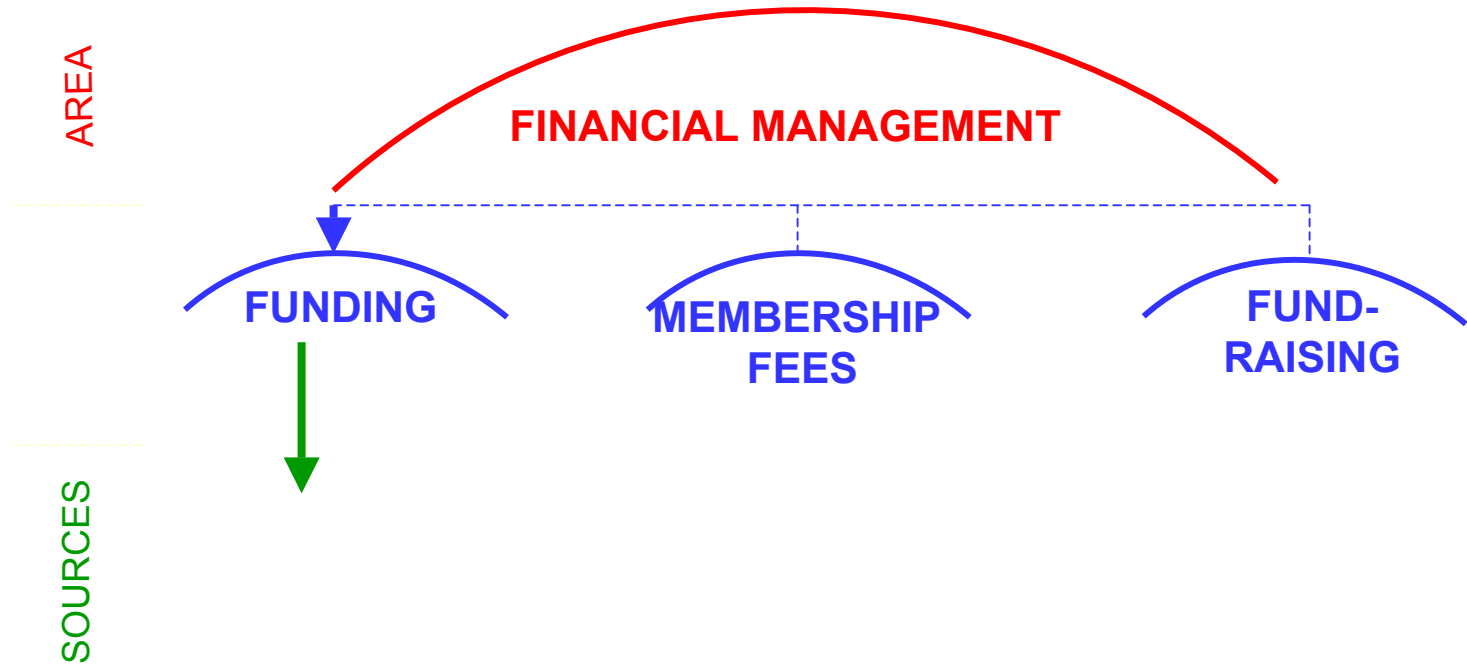 AREA
FINANCIAL MANAGEMENT
FUNDING
MEMBERSHIP
FEES
FUND-
RAISING
SOURCES